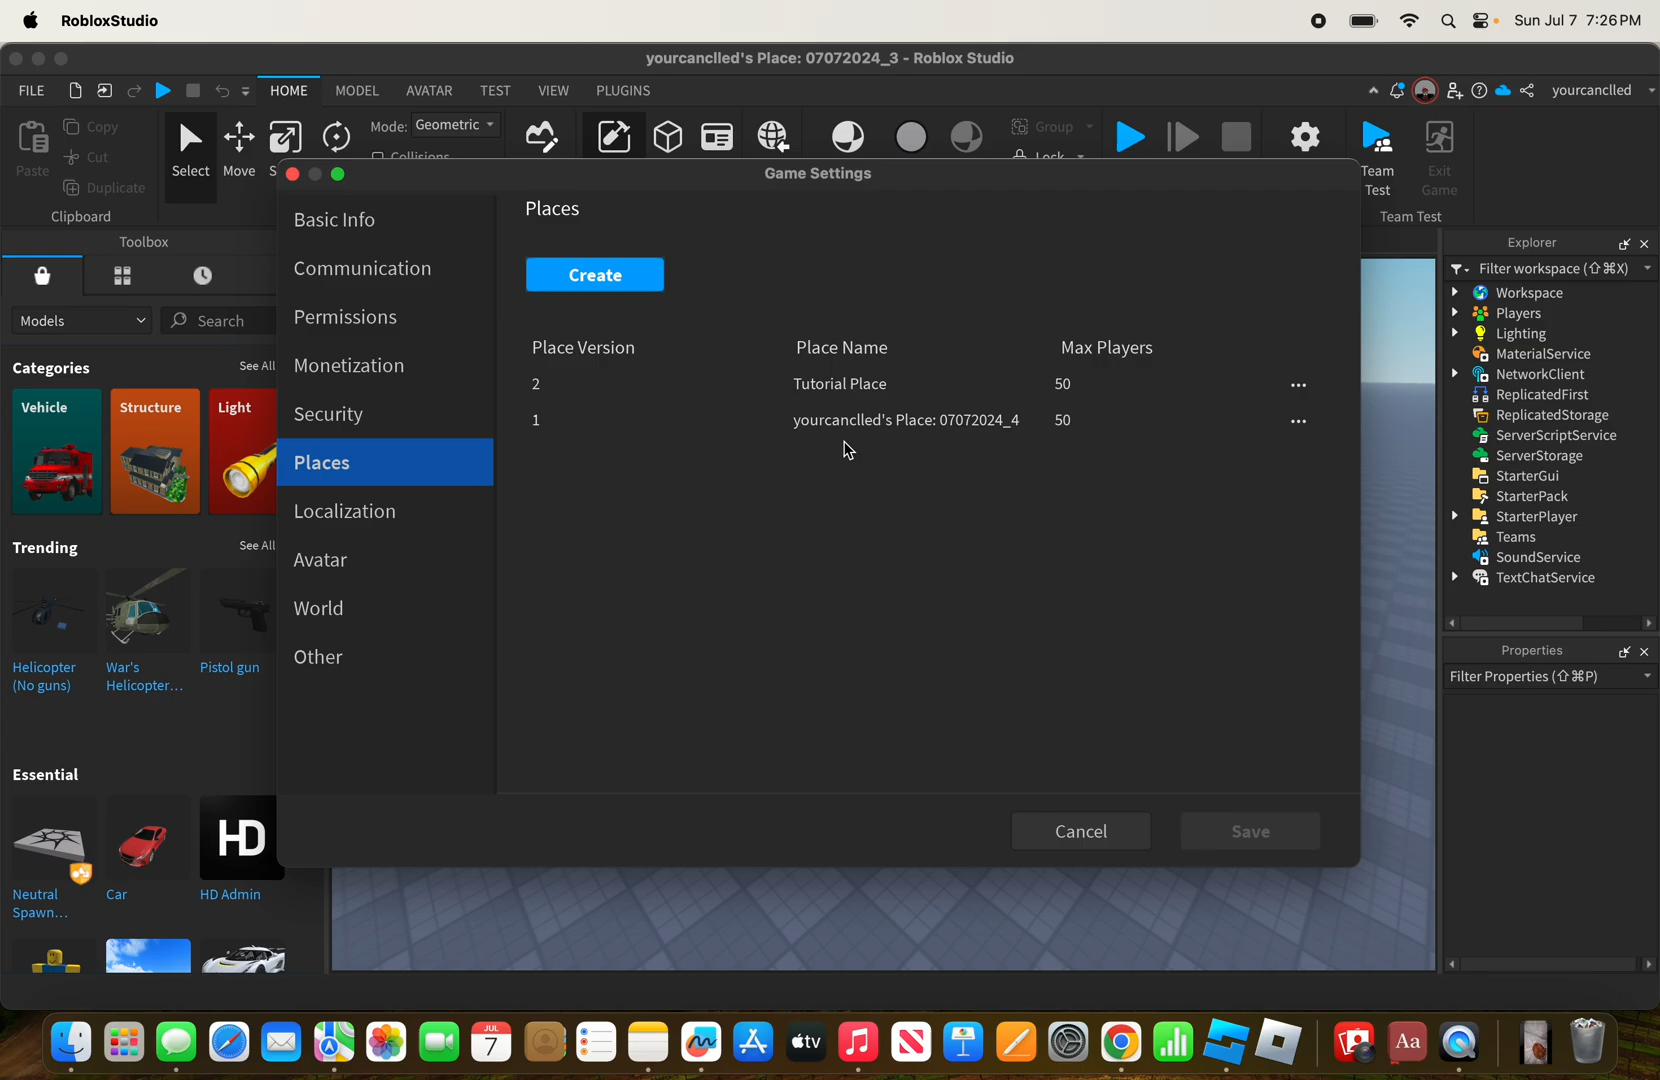 RobloxStudio
Sun Jul 7 7:26 PM
yourcanclled's Place: 07072024_3 - Roblox Studio
FILE HOME MODEL AVATAR TEST VIEW PLUGINS yourcanclled
Paste Copy Cut Duplicate
Clipboard
Select Move S
Mode: Geometric
Collisions
Group
Lock
Team Test
Exit Game
Team Test
Toolbox
Models
Search
Categories See All
Vehicle Structure Light
Trending See All
Helicopter (No guns)
War's Helicopter...
Pistol gun
Essential
HD
Neutral Spawn...
Car
HD Admin
Game Settings
Basic Info
Communication
Permissions
Monetization
Security
Places
Localization
Avatar
World
Other
Places
Create
Place Version Place Name Max Players
2 Tutorial Place 50 ...
1 yourcanclled's Place: 07072024_4 50 ...
Cancel Save
Explorer
Filter workspace (⇧⌘X)
Workspace
Players
Lighting
MaterialService
NetworkClient
ReplicatedFirst
ReplicatedStorage
ServerScriptService
ServerStorage
StarterGui
StarterPack
StarterPlayer
Teams
SoundService
TextChatService
Properties
Filter Properties (⇧⌘P)
JUL
7
tv
Aa